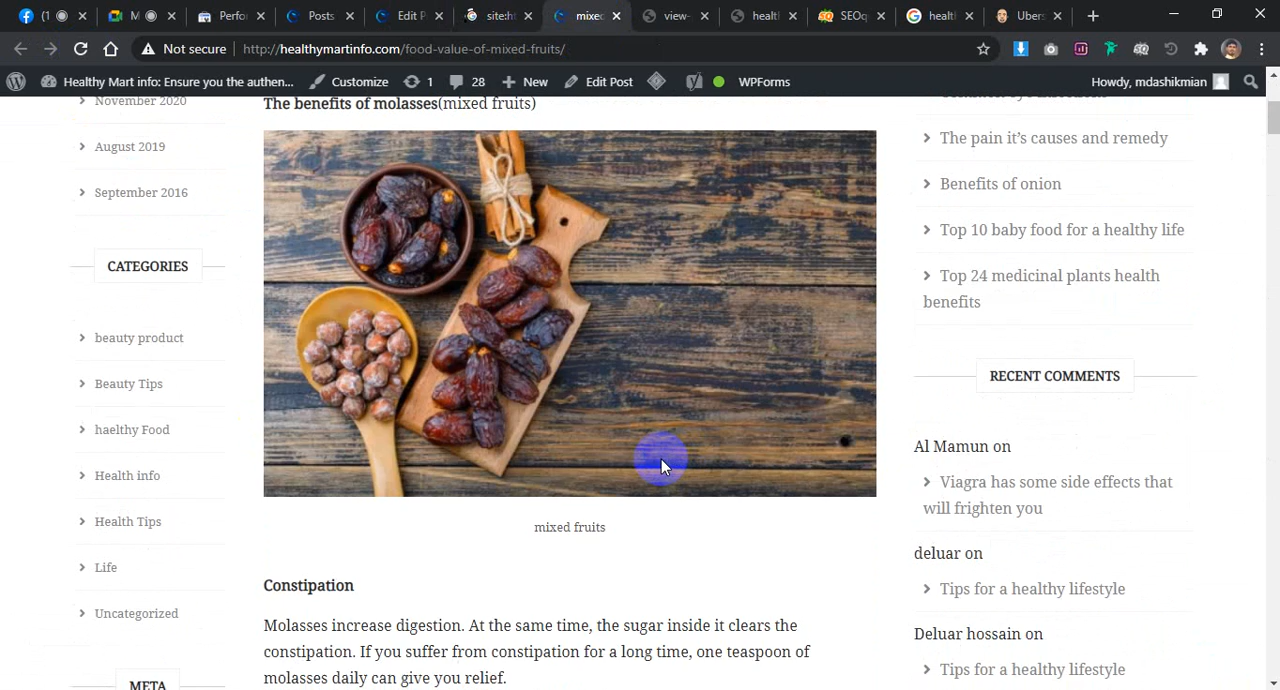 (1
M
Perfo
Posts
Edit P
site:h
mixed
view-
health
SEOq
health
Ubers
Not secure
http://healthymartinfo.com/food-value-of-mixed-fruits/
Healthy Mart info: Ensure you the authen...
Customize
1
28
New
Edit Post
WPForms
Howdy, mdashikmian
November 2020
August 2019
September 2016
CATEGORIES
beauty product
Beauty Tips
haelthy Food
Health info
Health Tips
Life
Uncategorized
META
The benefits of molasses(mixed fruits)
mixed fruits
Constipation
Molasses increase digestion. At the same time, the sugar inside it clears the
constipation. If you suffer from constipation for a long time, one teaspoon of
molasses daily can give you relief.
The pain it’s causes and remedy
Benefits of onion
Top 10 baby food for a healthy life
Top 24 medicinal plants health
benefits
RECENT COMMENTS
Al Mamun on
Viagra has some side effects that
will frighten you
deluar on
Tips for a healthy lifestyle
Deluar hossain on
Tips for a healthy lifestyle